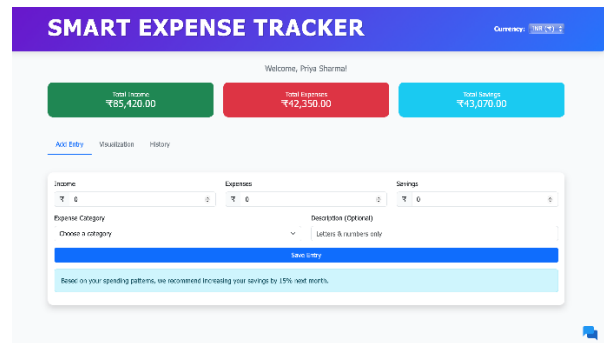 SMART EXPENSE TRACKER
Currency: INR (₹)
Welcome, Priya Sharma!
Total Income
₹85,420.00
Total Expenses
₹42,350.00
Total Savings
₹43,070.00
Add Entry Visualization History
Income Expenses Savings
₹ 0 ₹ 0 ₹ 0
Expense Category Description (Optional)
Choose a category Letters & numbers only
Save Entry
Based on your spending patterns, we recommend increasing your savings by 15% next month.